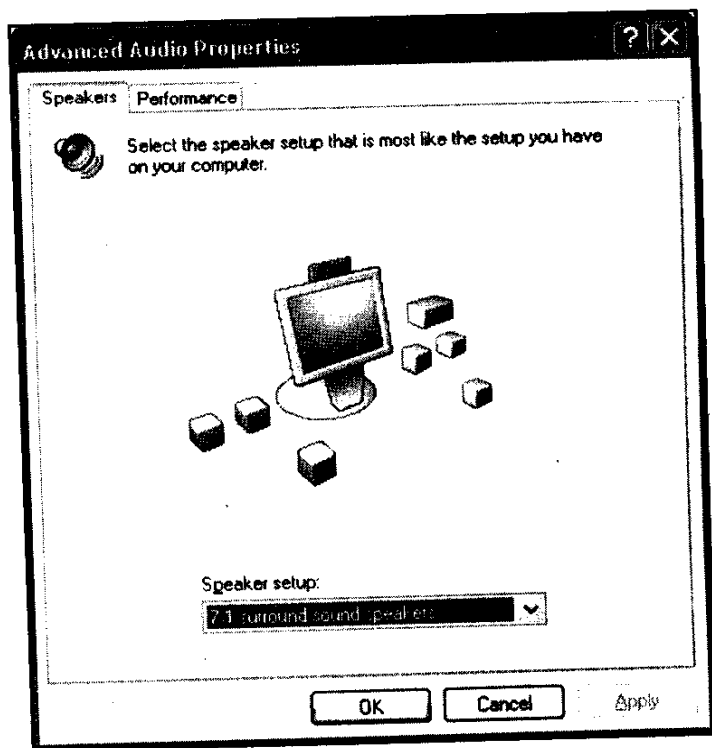 Advanced Audio Properties
Speakers Performance
Select the speaker setup that is most like the setup you have
on your computer.
Speaker setup:
7.1 surround sound speakers
OK Cancel Apply